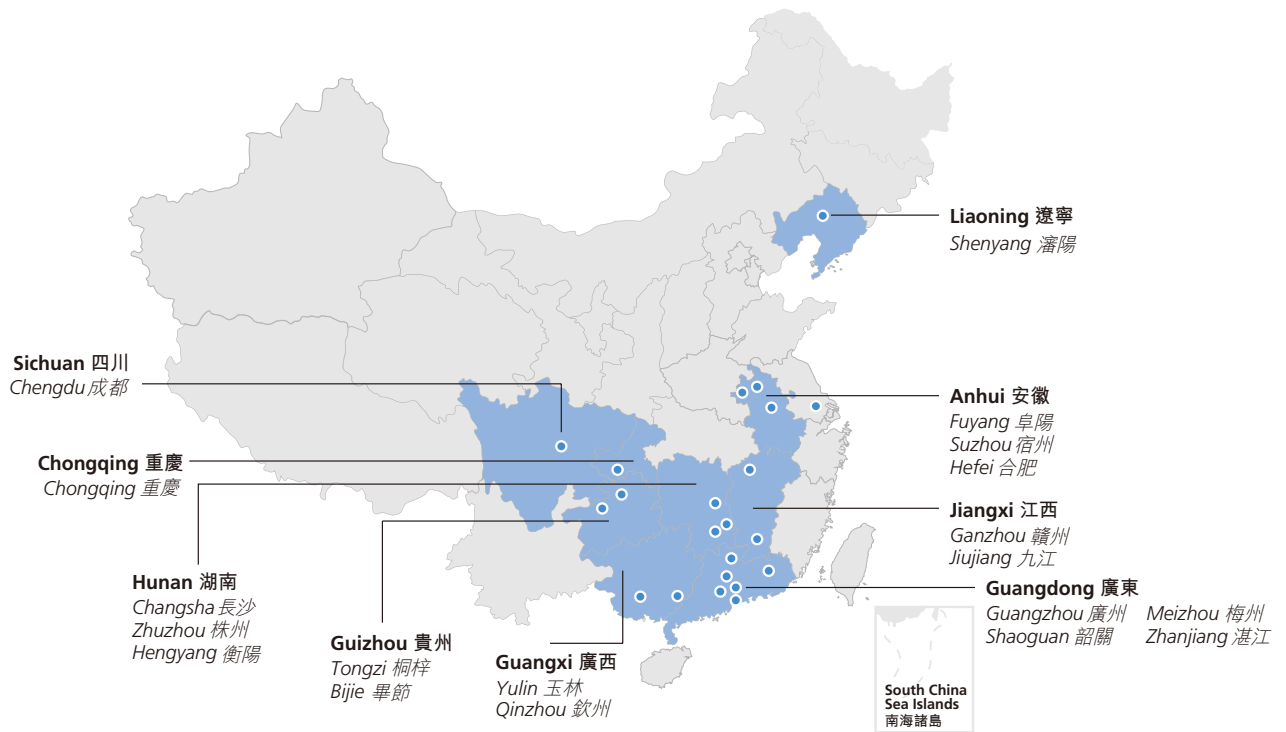 Liaoning 遼寧
Shenyang 瀋陽
Sichuan 四川
Chengdu 成都
Anhui 安徽
Fuyang 阜陽
Suzhou 宿州
Hefei 合肥
Chongqing 重慶
Chongqing 重慶
Jiangxi 江西
Ganzhou 贛州
Jiujiang 九江
Hunan 湖南
Changsha 長沙
Zhuzhou 株州
Hengyang 衡陽
Guangdong 廣東
Guangzhou 廣州 Meizhou 梅州
Shaoguan 韶關 Zhanjiang 湛江
Guizhou 貴州
Tongzi 桐梓
Bijie 畢節
Guangxi 廣西
Yulin 玉林
Qinzhou 欽州
South China
Sea Islands
南海諸島